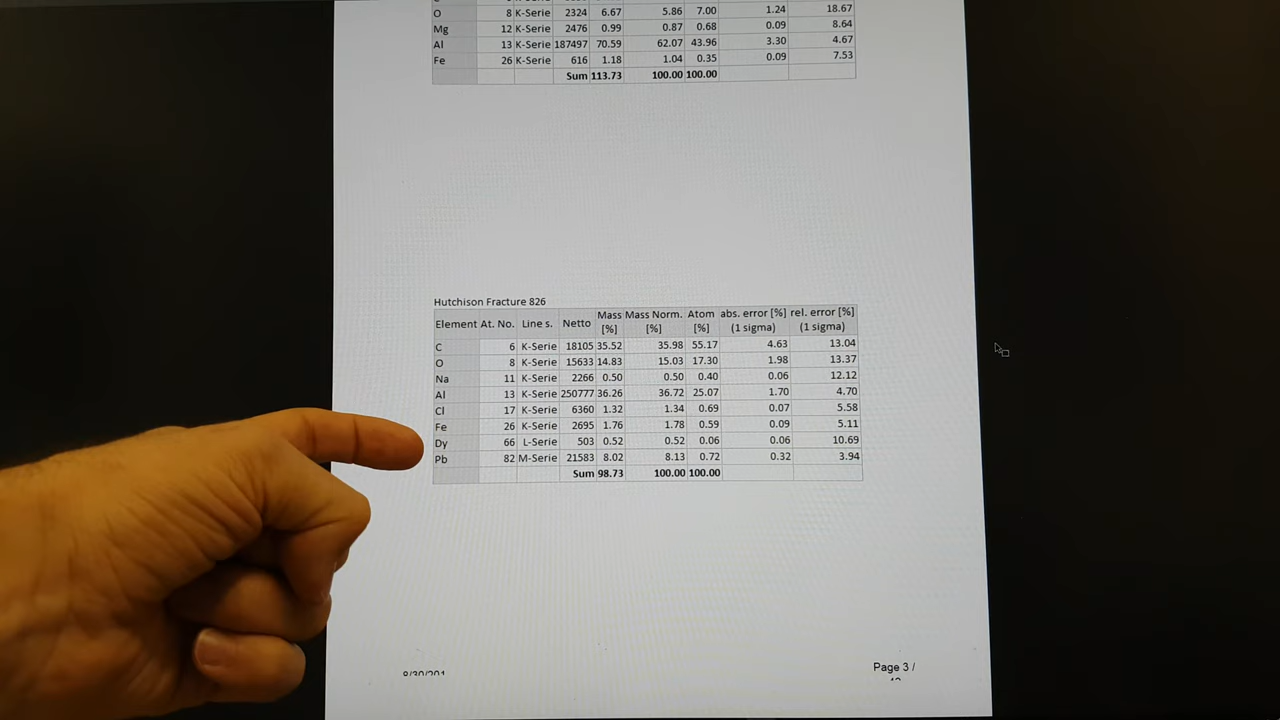 O 8 K-Serie 2324 6.67 5.86 7.00 1.24 18.67
Mg 12 K-Serie 2476 0.99 0.87 0.68 0.09 8.64
Al 13 K-Serie 187497 70.59 62.07 43.96 3.30 4.67
Fe 26 K-Serie 616 1.18 1.04 0.35 0.09 7.53
Sum 113.73 100.00 100.00
Hutchison Fracture 826
Element At. No. Line s. Netto Mass Mass Norm. Atom abs. error [%] rel. error [%]
[%] [%] [%] (1 sigma) (1 sigma)
C 6 K-Serie 18105 35.52 35.98 55.17 4.63 13.04
O 8 K-Serie 15633 14.83 15.03 17.30 1.98 13.37
Na 11 K-Serie 2266 0.50 0.50 0.40 0.06 12.12
Al 13 K-Serie 250777 36.26 36.72 25.07 1.70 4.70
Cl 17 K-Serie 6360 1.32 1.34 0.69 0.07 5.58
Fe 26 K-Serie 2695 1.76 1.78 0.59 0.09 5.11
Dy 66 L-Serie 503 0.52 0.52 0.06 0.06 10.69
Pb 82 M-Serie 21583 8.02 8.13 0.72 0.32 3.94
Sum 98.73 100.00 100.00
Page 3 /